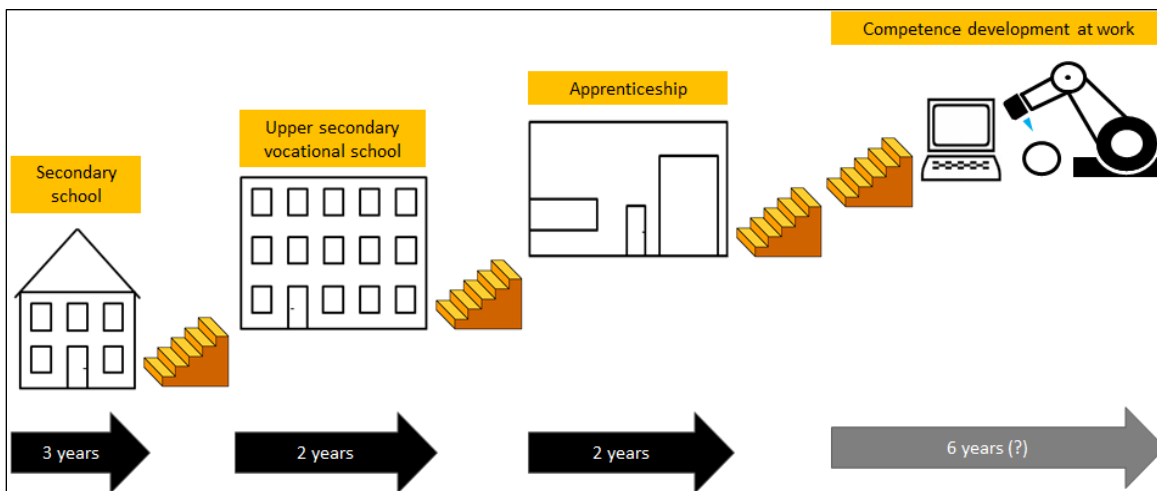 Secondary
school
Upper secondary
vocational school
Apprenticeship
Competence development at work
3 years
2 years
2 years
6 years (?)